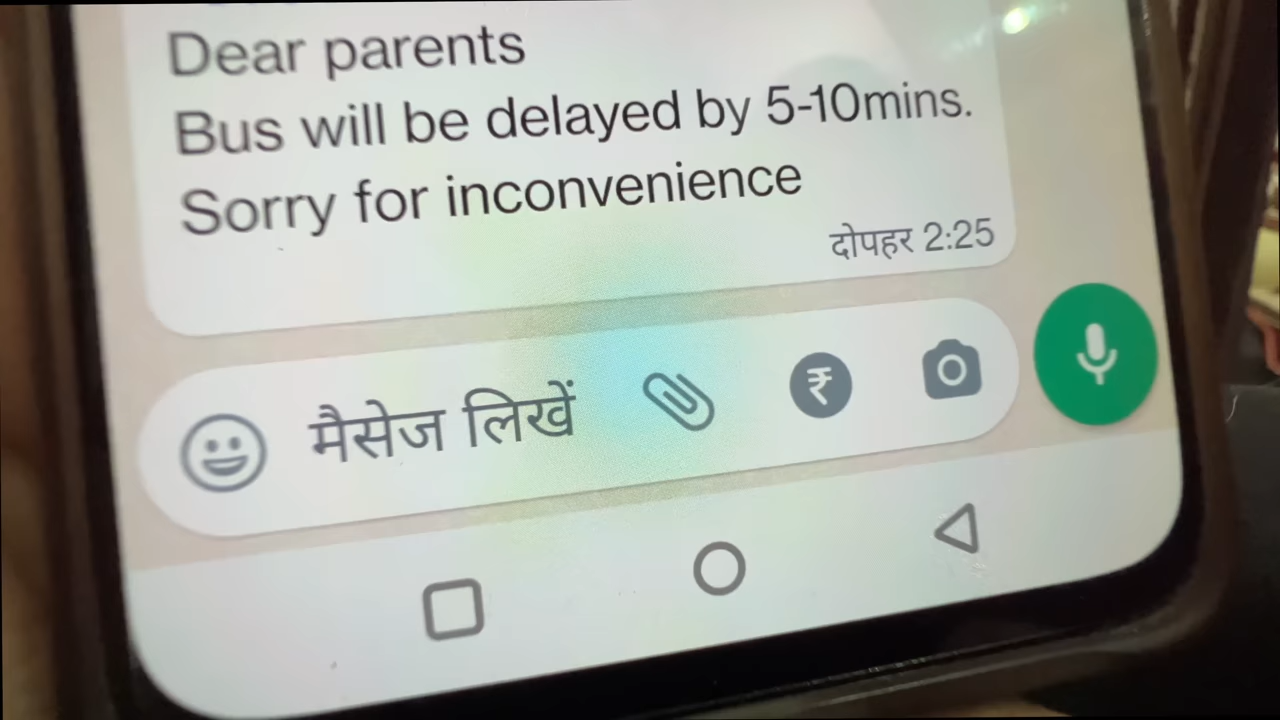 Dear parents
Bus will be delayed by 5-10mins.
Sorry for inconvenience
दोपहर 2:25
मैसेज लिखें
₹